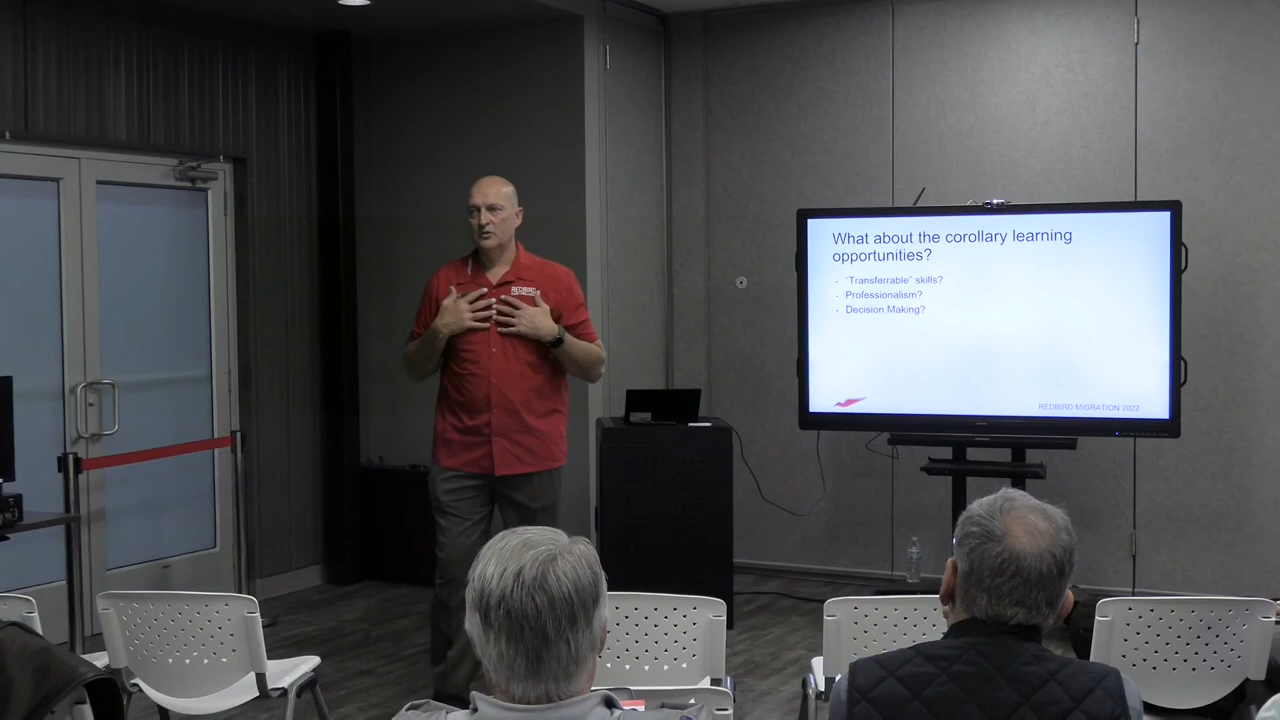 REDBIRD
What about the corollary learning
opportunities?
· "Transferrable" skills?
· Professionalism?
· Decision Making?
REDBIRD MIGRATION 2022